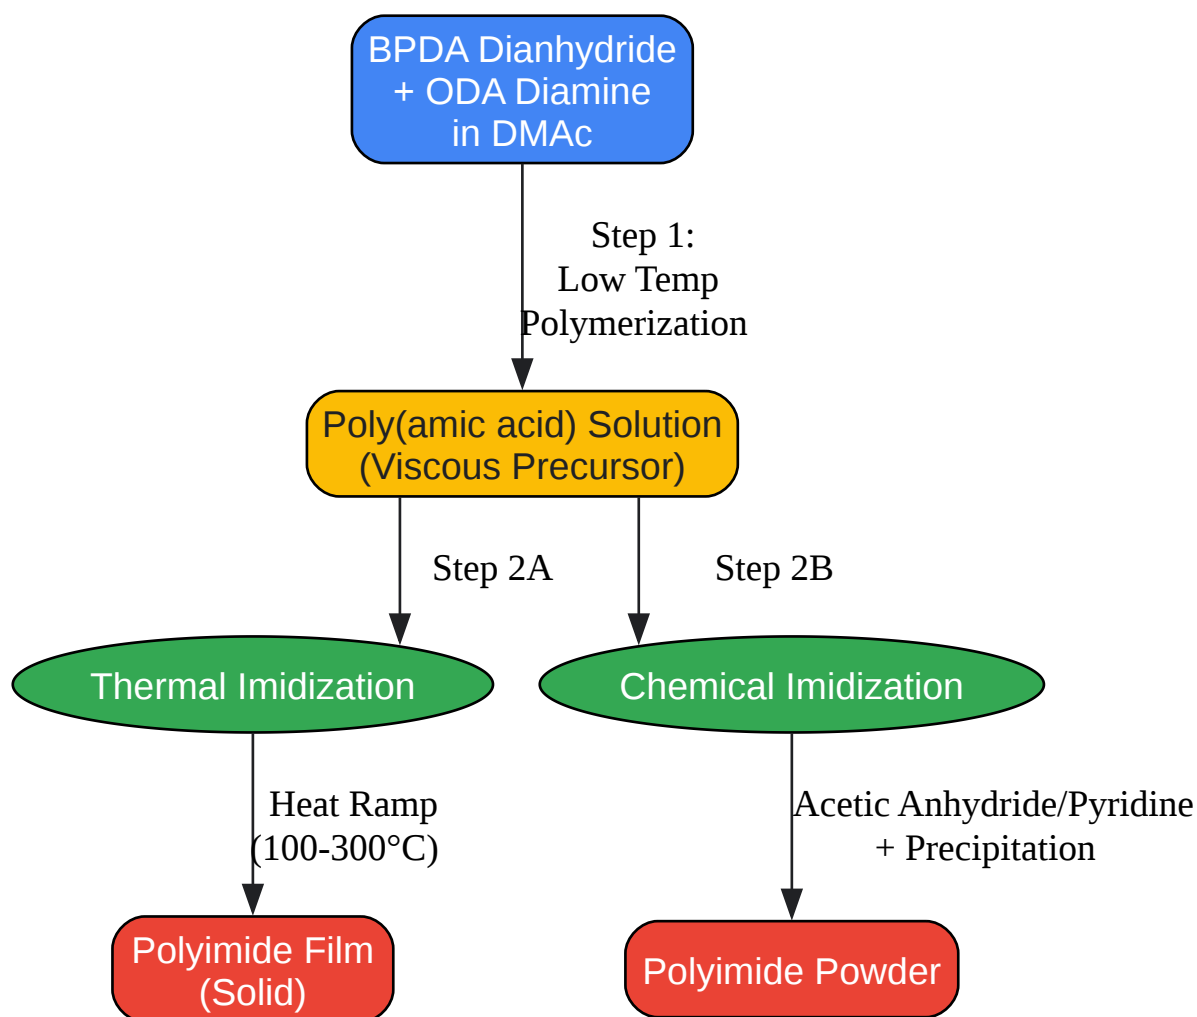 BPDA Dianhydride
+ ODA Diamine
in DMAc
Step 1:
Low Temp
Polymerization
Poly(amic acid) Solution
(Viscous Precursor)
Step 2A
Step 2B
Thermal Imidization
Chemical Imidization
Heat Ramp
(100-300°C)
Acetic Anhydride/Pyridine
+ Precipitation
Polyimide Film
(Solid)
Polyimide Powder